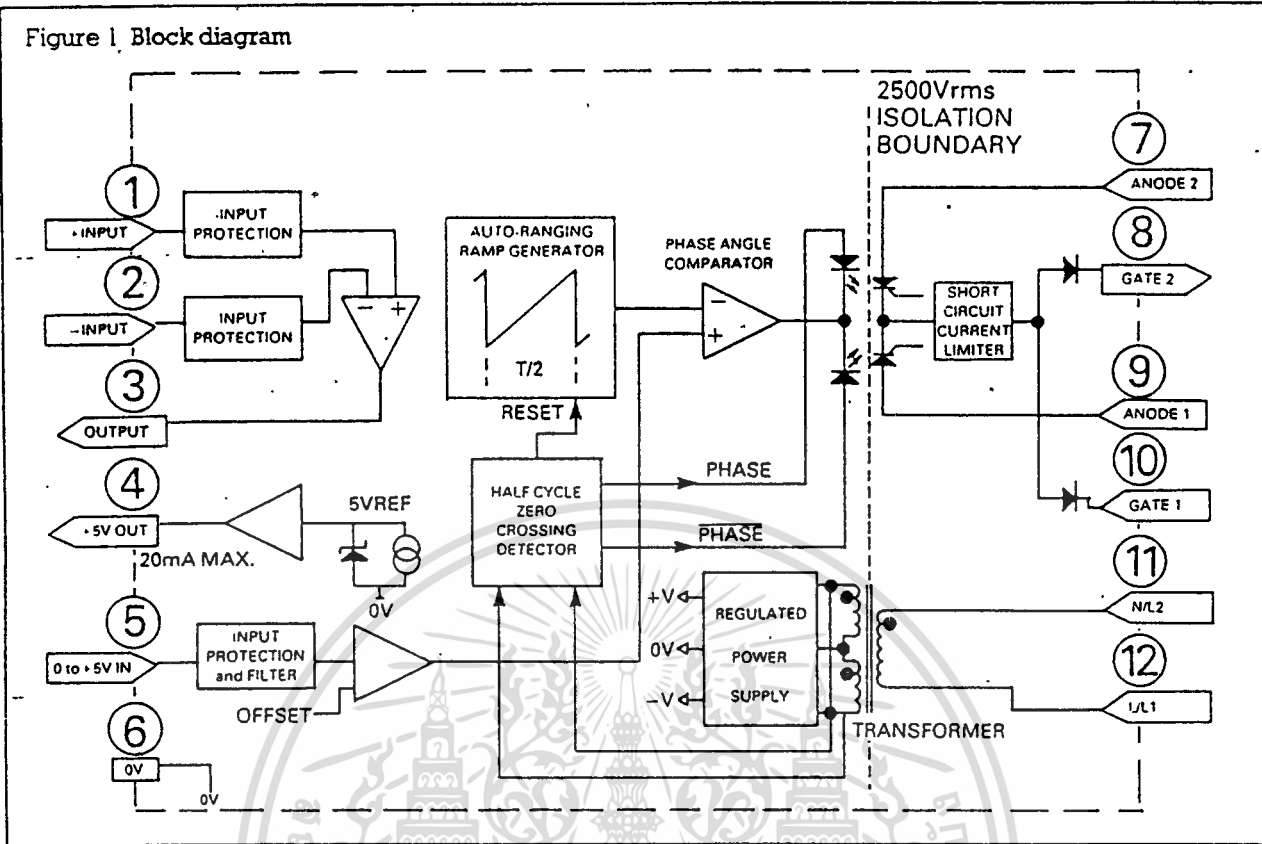 Figure 1 Block diagram
2500Vrms
ISOLATION
BOUNDARY
1
+INPUT
INPUT
PROTECTION
2
−INPUT
INPUT
PROTECTION
3
OUTPUT
4
+5V OUT
20mA MAX.
5VREF
0V
5
0 to +5V IN
INPUT
PROTECTION
and FILTER
OFFSET
6
0V
0V
AUTO-RANGING
RAMP GENERATOR
T/2
RESET
PHASE ANGLE
COMPARATOR
−
+
−
+
HALF CYCLE
ZERO
CROSSING
DETECTOR
PHASE
PHASE
+V
0V
−V
REGULATED
POWER
SUPPLY
TRANSFORMER
SHORT
CIRCUIT
CURRENT
LIMITER
7
ANODE 2
8
GATE 2
9
ANODE 1
10
GATE 1
11
N/L2
12
L/L1